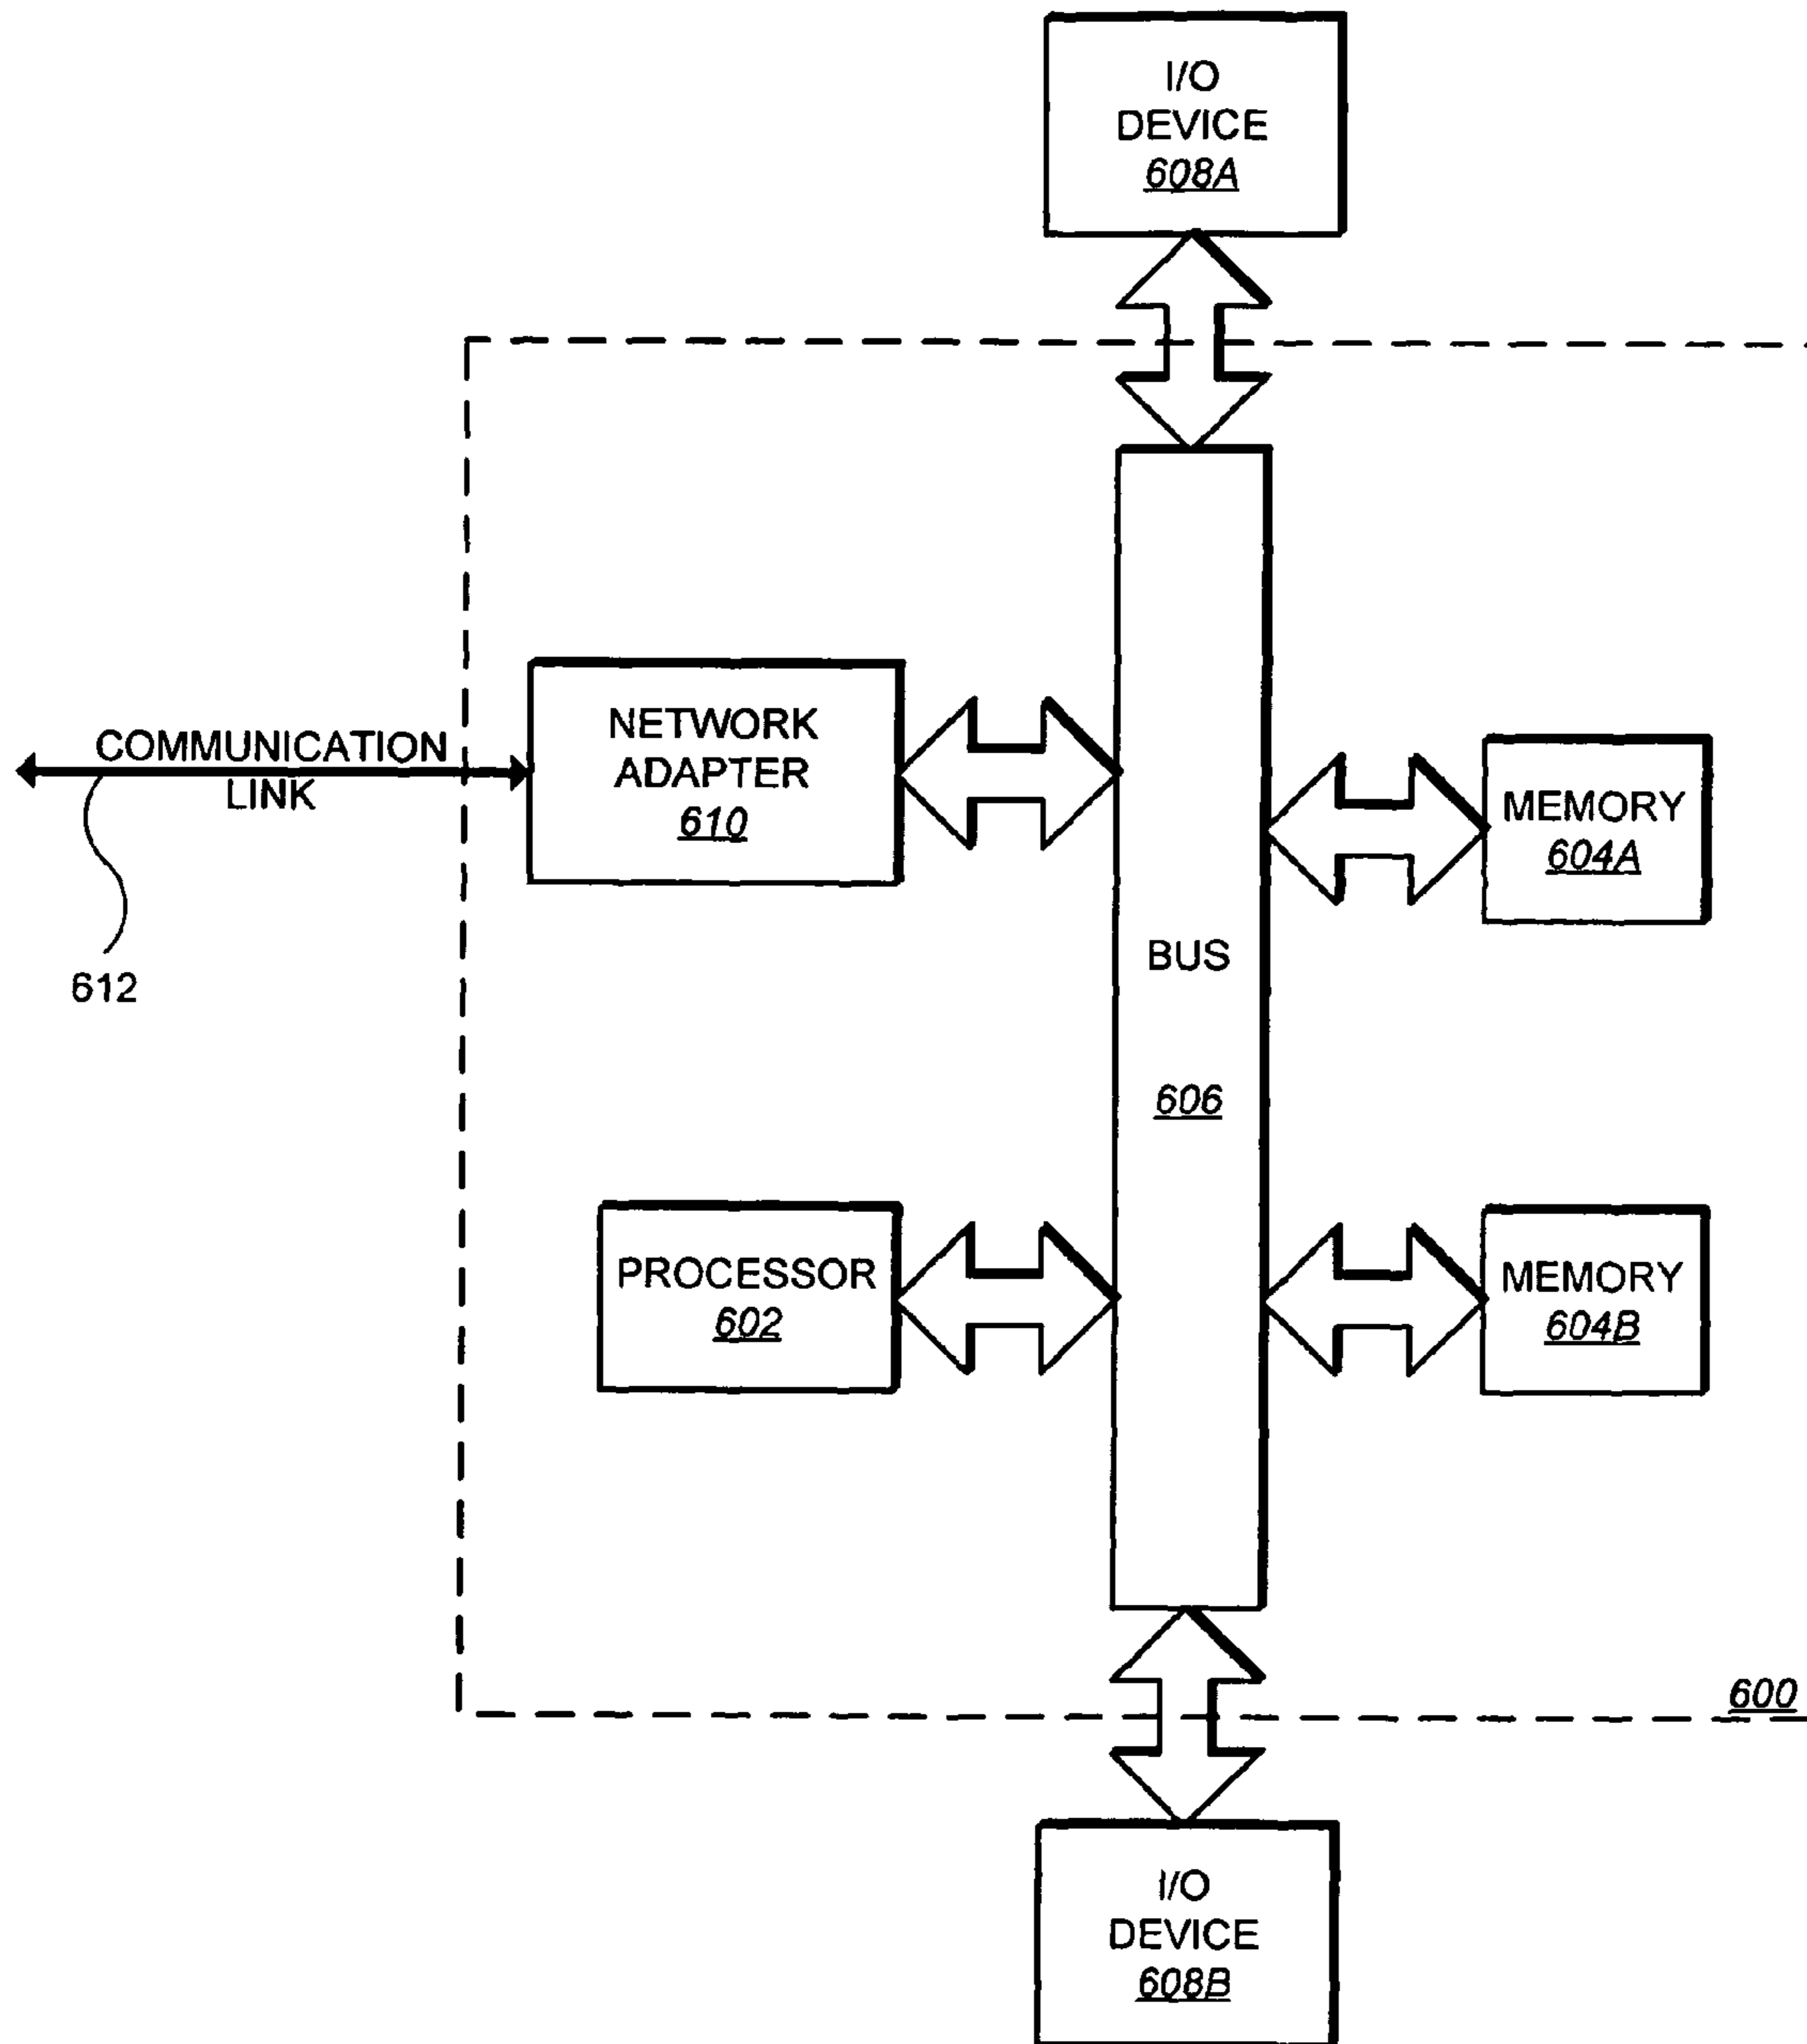 I/O
DEVICE
608A
NETWORK
ADAPTER
610
COMMUNICATION
LINK
612
MEMORY
604A
BUS
606
PROCESSOR
602
MEMORY
604B
600
I/O
DEVICE
608B